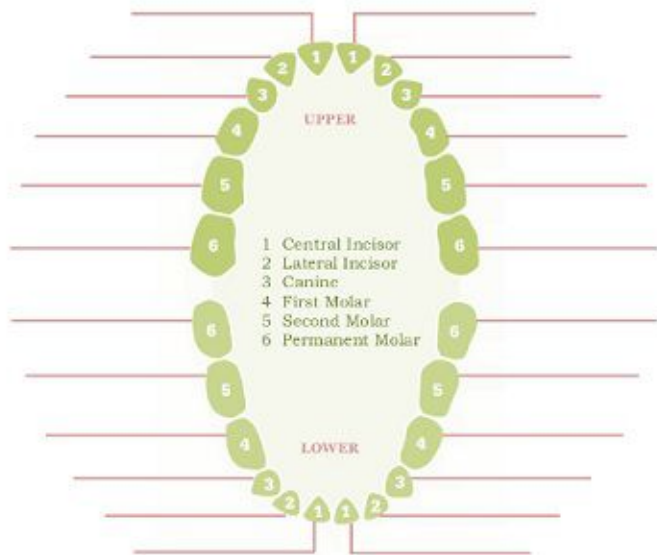 1 1
2 2
3 3
UPPER
4 4
5 5
6 6
1 Central Incisor
2 Lateral Incisor
3 Canine
4 First Molar
5 Second Molar
6 Permanent Molar
6 6
5 5
4 4
LOWER
3 3
2 1 1 2